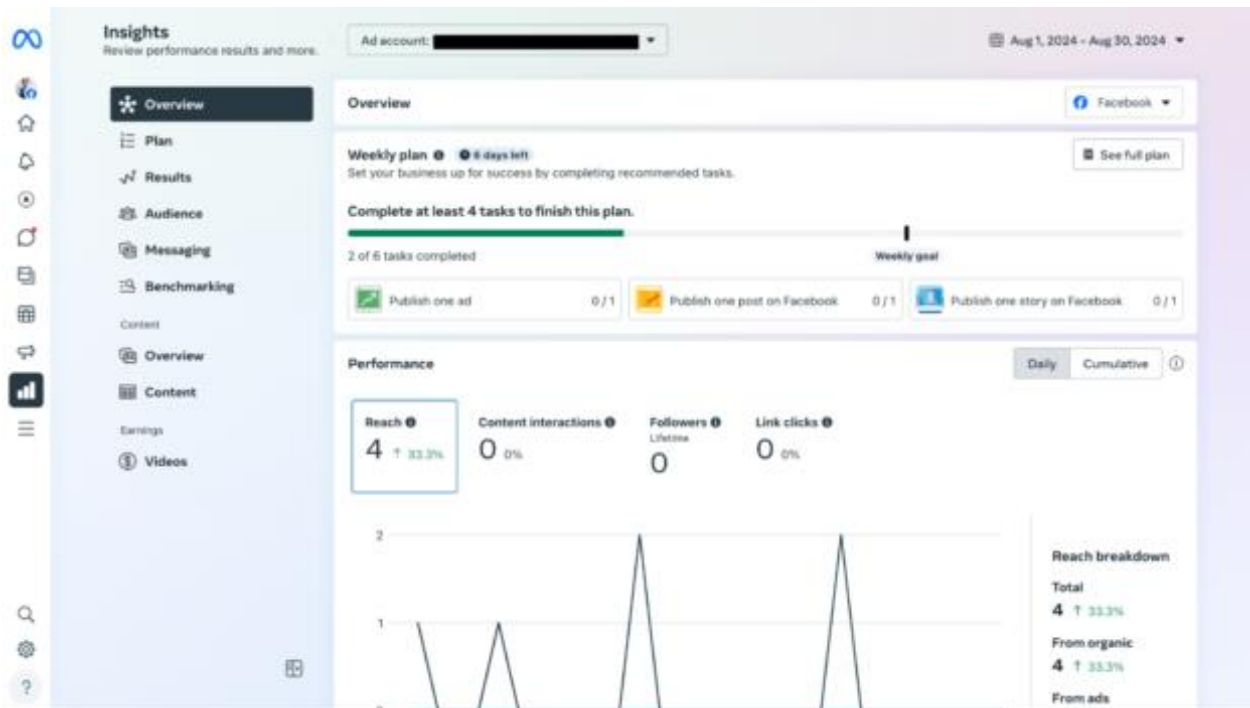 Insights
Review performance results and more.
Ad account:
Aug 1, 2024 - Aug 30, 2024
Overview
Plan
Results
Audience
Messaging
Benchmarking
Content
Overview
Content
Earnings
Videos
Overview
Facebook
Weekly plan
6 days left
See full plan
Set your business up for success by completing recommended tasks.
Complete at least 4 tasks to finish this plan.
2 of 6 tasks completed
Weekly goal
Publish one ad 0/1
Publish one post on Facebook 0/1
Publish one story on Facebook 0/1
Performance
Daily Cumulative
Reach
4 ↑ 33.3%
Content interactions
0 0%
Followers
Lifetime
0
Link clicks
0 0%
2
1
Reach breakdown
Total
4 ↑ 33.3%
From organic
4 ↑ 33.3%
From ads